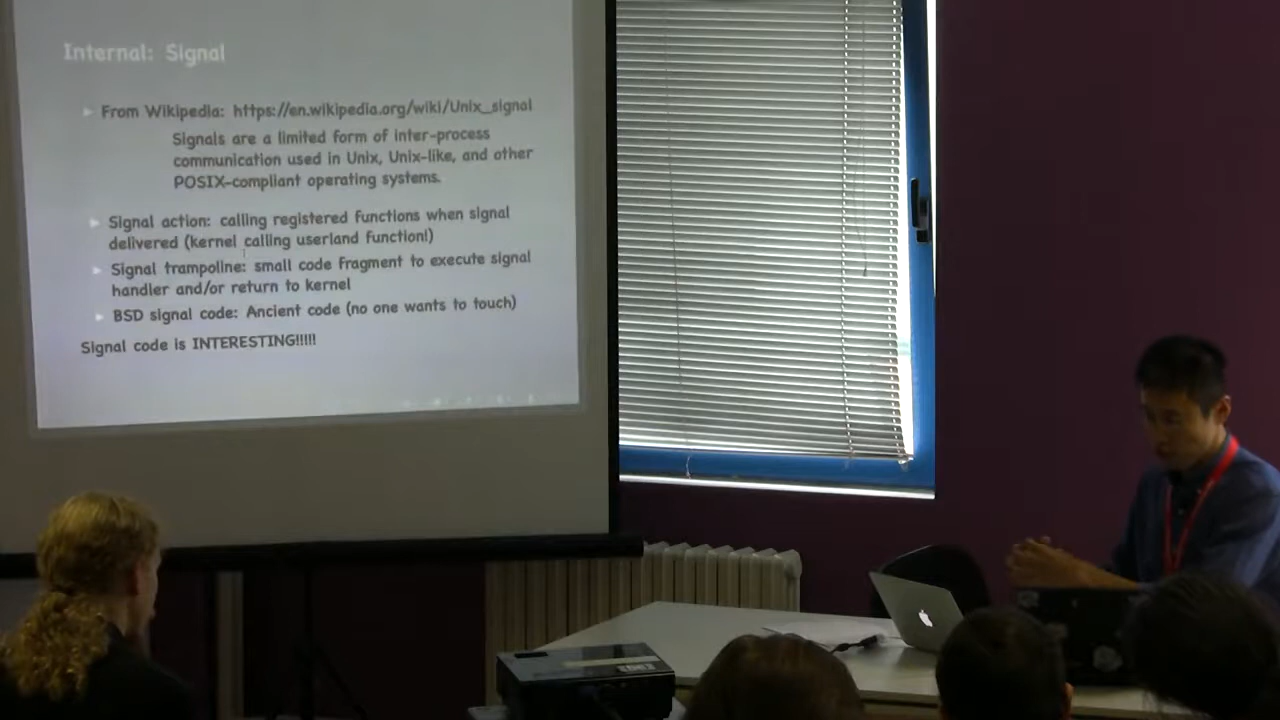 Internal: Signal
From Wikipedia: https://en.wikipedia.org/wiki/Unix_signal
Signals are a limited form of inter-process
communication used in Unix, Unix-like, and other
POSIX-compliant operating systems.
Signal action: calling registered functions when signal
delivered (kernel calling userland function!)
Signal trampoline: small code fragment to execute signal
handler and/or return to kernel
BSD signal code: Ancient code (no one wants to touch)
Signal code is INTERESTING!!!!!